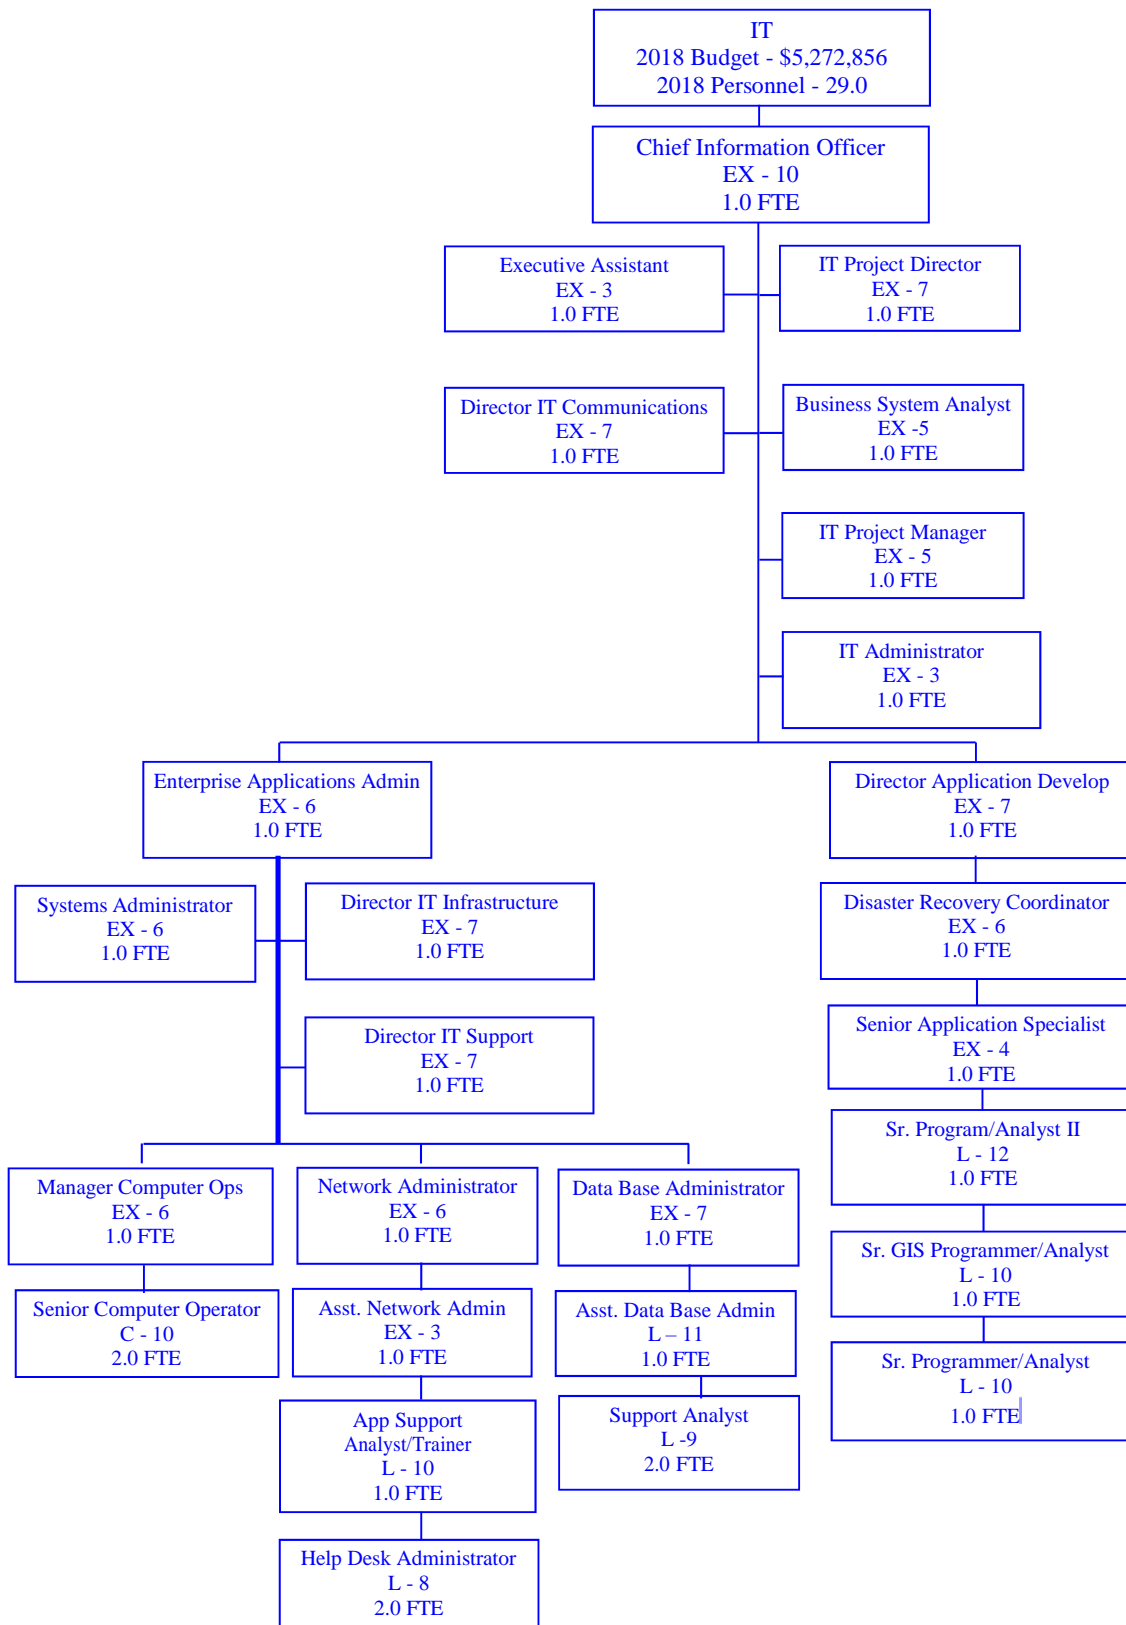 IT
2018 Budget - $5,272,856
2018 Personnel - 29.0
Chief Information Officer
EX - 10
1.0 FTE
Executive Assistant
EX - 3
1.0 FTE
IT Project Director
EX - 7
1.0 FTE
Director IT Communications
EX - 7
1.0 FTE
Business System Analyst
EX -5
1.0 FTE
IT Project Manager
EX - 5
1.0 FTE
IT Administrator
EX - 3
1.0 FTE
Enterprise Applications Admin
EX - 6
1.0 FTE
Director Application Develop
EX - 7
1.0 FTE
Systems Administrator
EX - 6
1.0 FTE
Director IT Infrastructure
EX - 7
1.0 FTE
Disaster Recovery Coordinator
EX - 6
1.0 FTE
Director IT Support
EX - 7
1.0 FTE
Senior Application Specialist
EX - 4
1.0 FTE
Sr. Program/Analyst II
L - 12
1.0 FTE
Manager Computer Ops
EX - 6
1.0 FTE
Network Administrator
EX - 6
1.0 FTE
Data Base Administrator
EX - 7
1.0 FTE
Sr. GIS Programmer/Analyst
L - 10
1.0 FTE
Senior Computer Operator
C - 10
2.0 FTE
Asst. Network Admin
EX - 3
1.0 FTE
Asst. Data Base Admin
L – 11
1.0 FTE
Sr. Programmer/Analyst
L - 10
1.0 FTE
App Support
Analyst/Trainer
L - 10
1.0 FTE
Support Analyst
L -9
2.0 FTE
Help Desk Administrator
L - 8
2.0 FTE